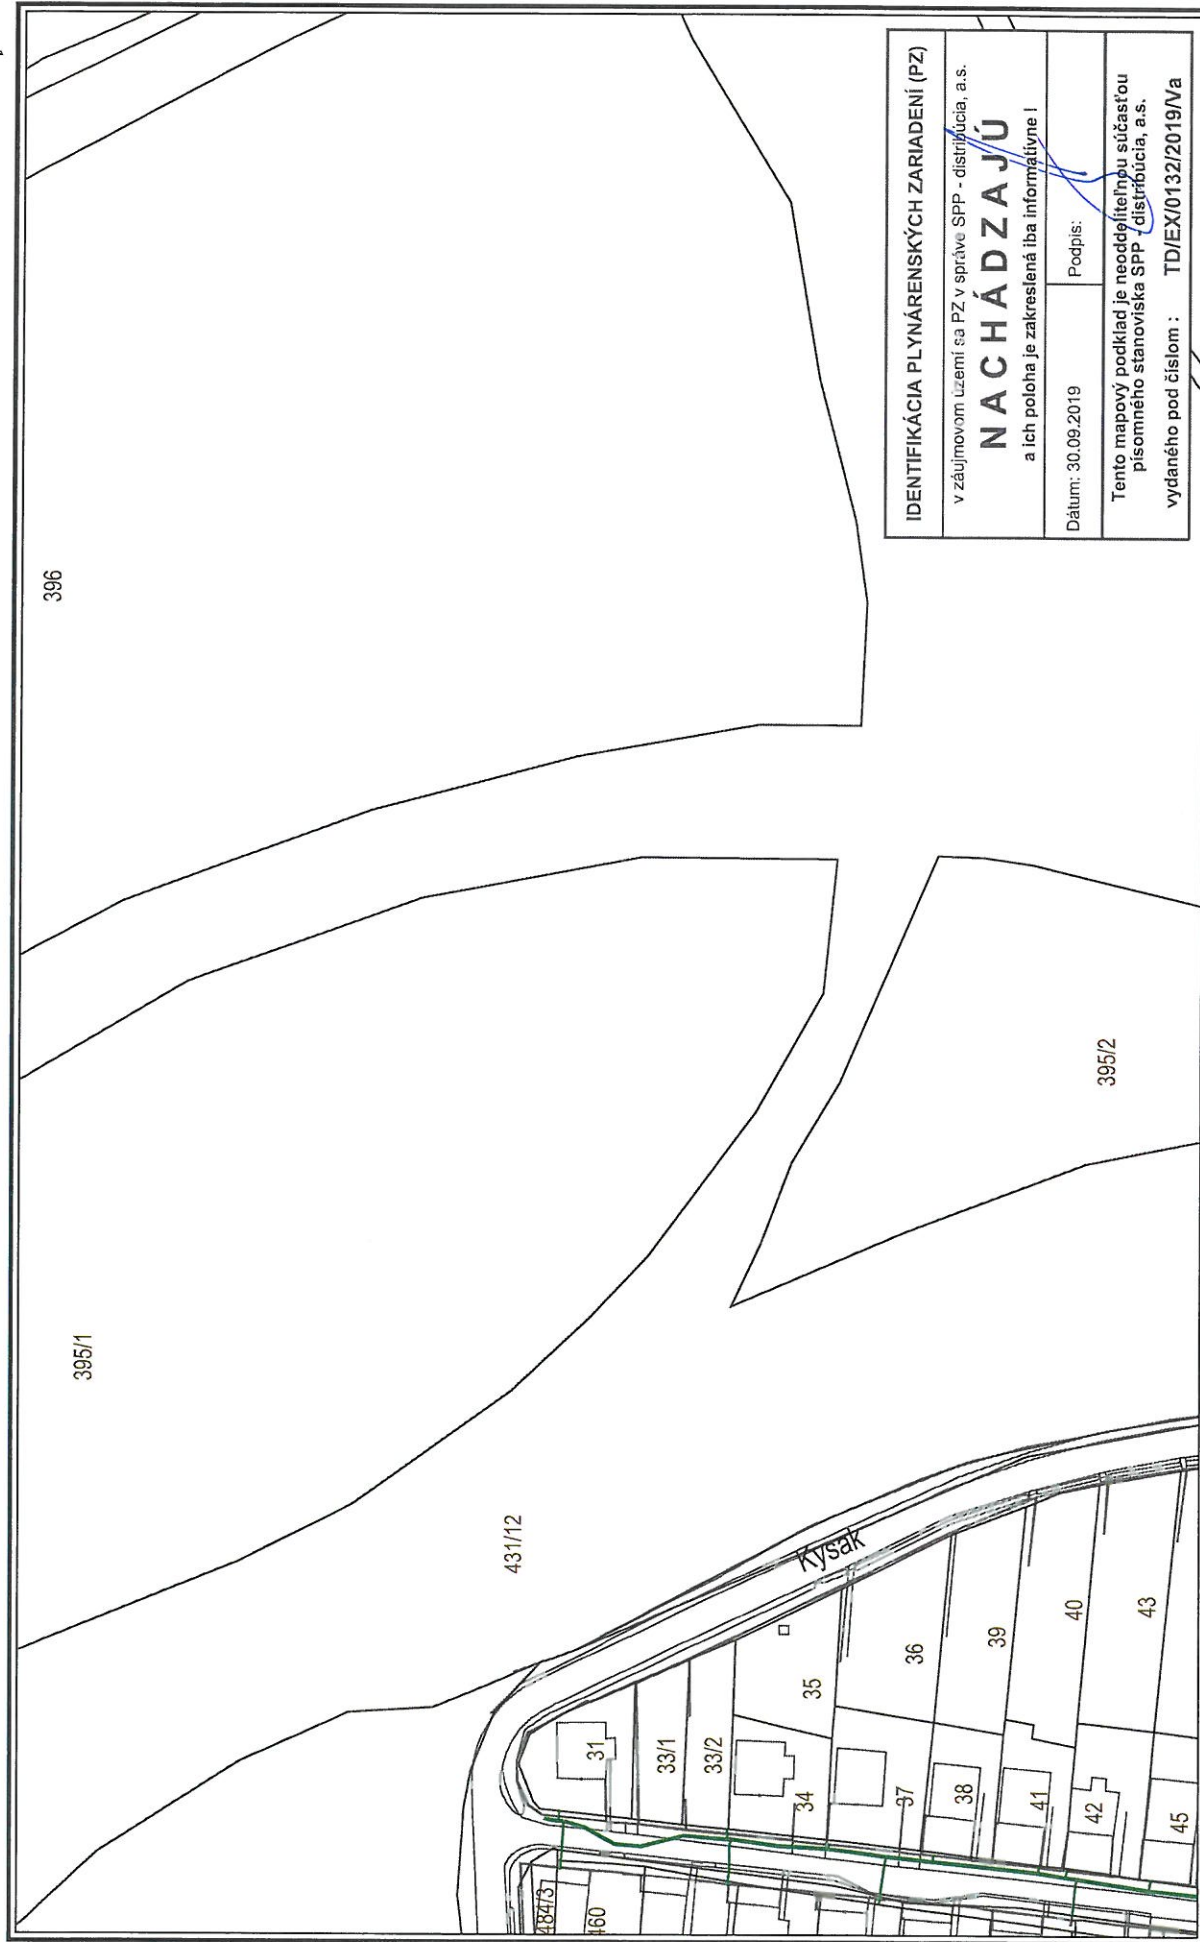 396
395/1
431/12
395/2
Kysak
31
33/1
33/2
34
35
36
37
38
39
40
41
42
43
45
484/3
460
IDENTIFIKÁCIA PLYNÁRENSKÝCH ZARIADENÍ (PZ)
v záujmovom území sa PZ v správe SPP - distribúcia, a.s.
NACHÁDZAJÚ
a ich poloha je zakreslená iba informatívne !
Dátum: 30.09.2019 Podpis:
Tento mapový podklad je neoddeliteľnou súčasťou
písomného stanoviska SPP - distribúcia, a.s.
vydaného pod číslom : TD/EX/0132/2019/Va